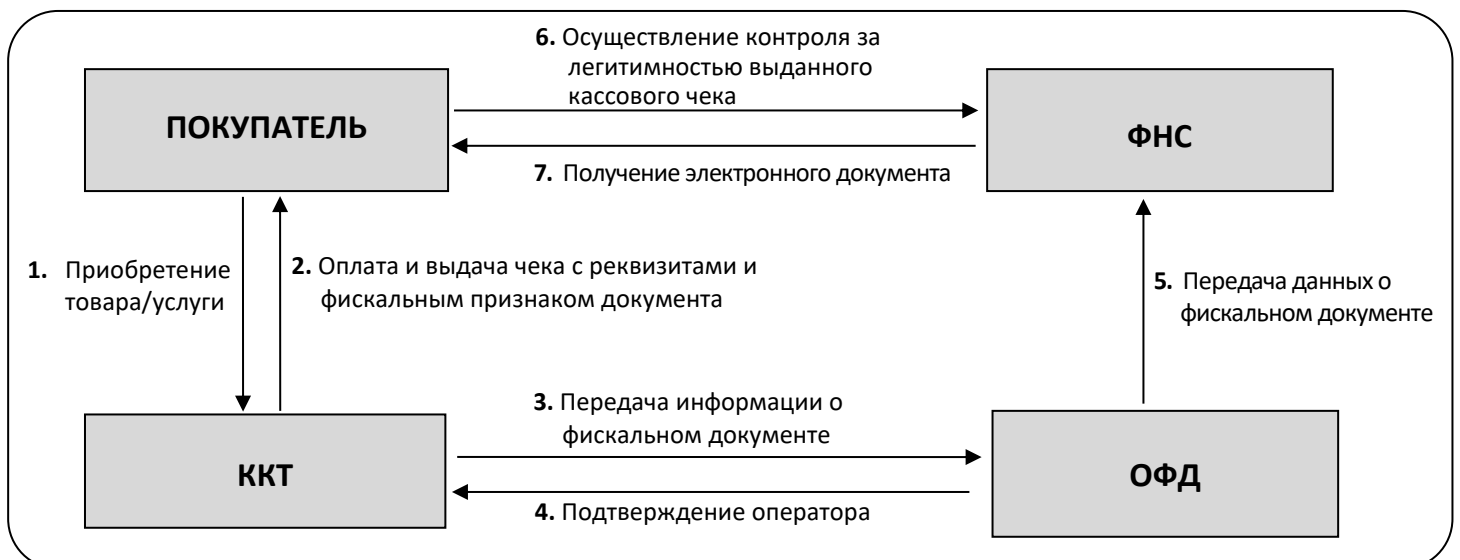 6. Осуществление контроля за
легитимностью выданного
кассового чека
ПОКУПАТЕЛЬ
ФНС
7. Получение электронного документа
1. Приобретение
товара/услуги
2. Оплата и выдача чека с реквизитами и
фискальным признаком документа
5. Передача данных о
фискальном документе
3. Передача информации о
фискальном документе
ККТ
ОФД
4. Подтверждение оператора